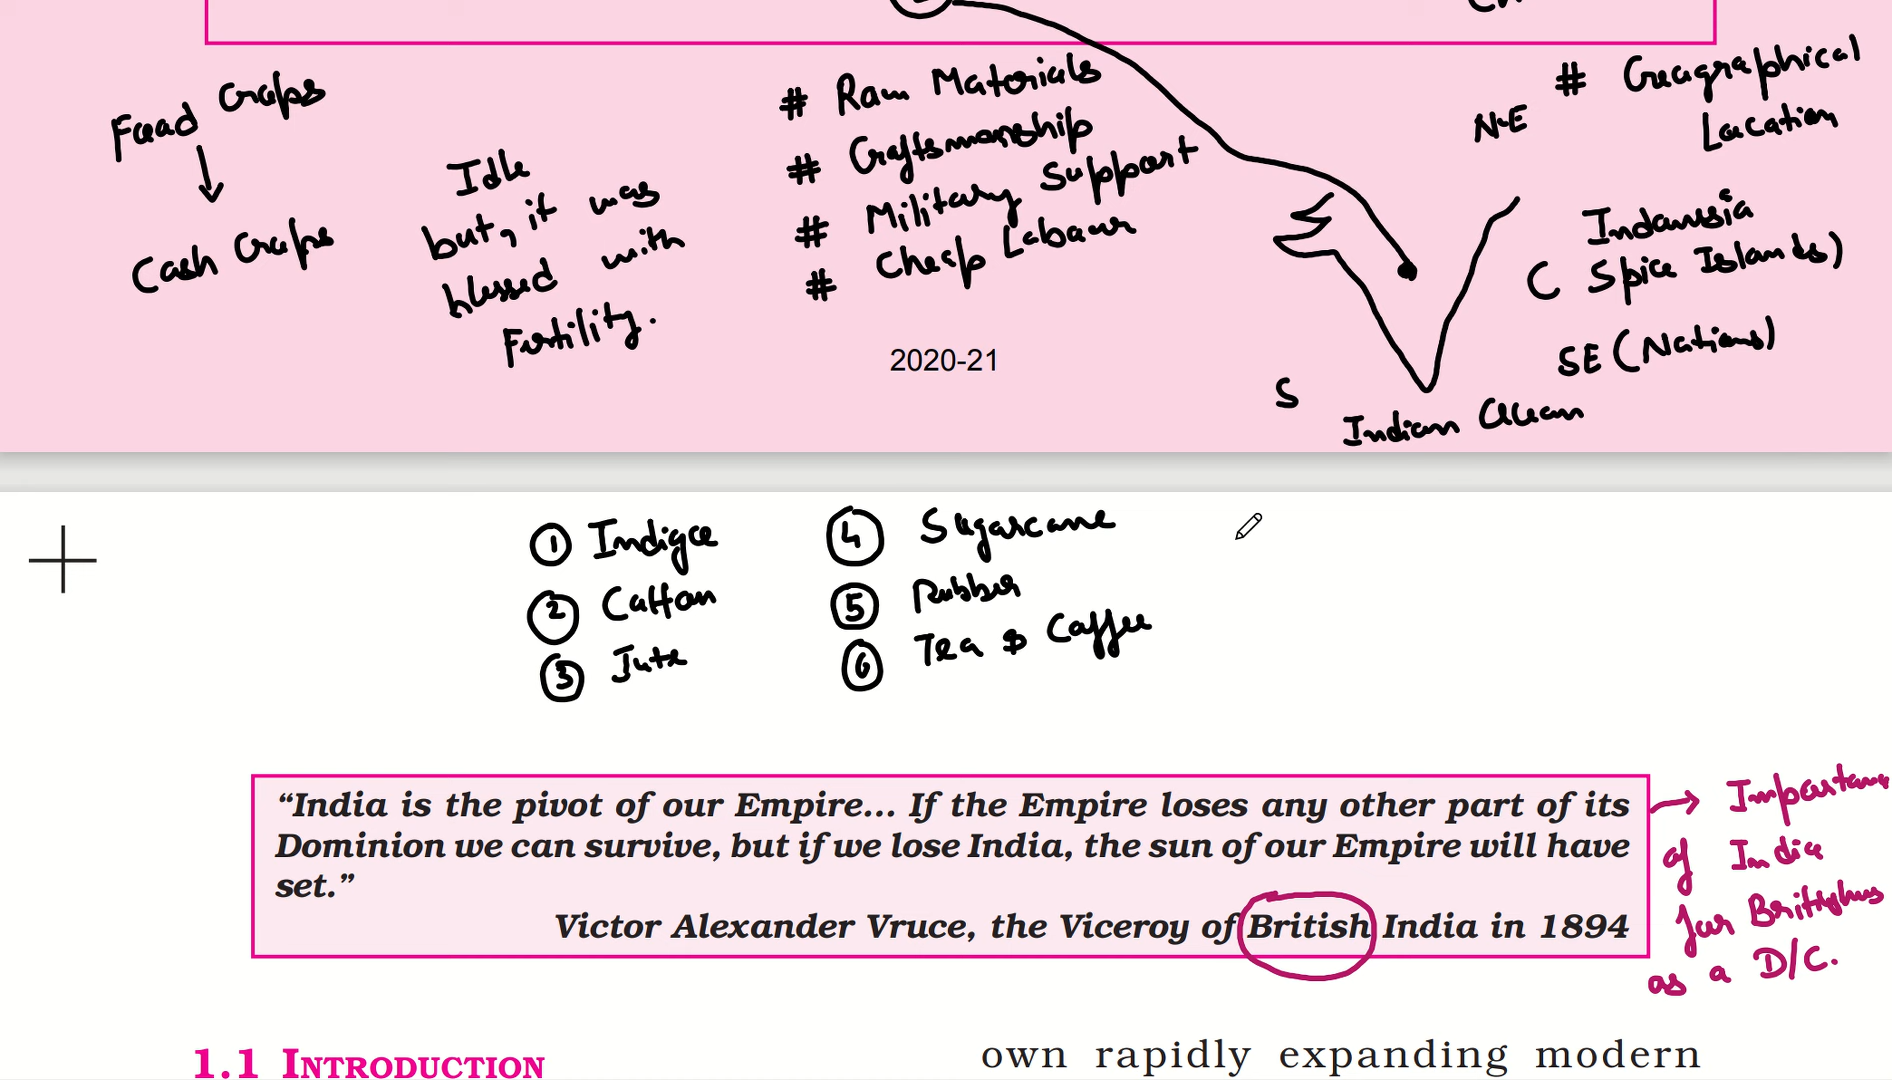 Food Crops
Cash Crops
Idle
but, it was
blessed with
Fertility.
# Raw Materials
# Craftsmanship
# Military Support
# Cheap Labour
# Geographical
Location
N-E
Indonesia
( Spice Islands)
SE (Nations)
S
Indian Ocean
2020-21
① Indigo
② Cotton
③ Jute
④ Sugarcane
⑤ Rubber
⑥ Tea & Coffee
“India is the pivot of our Empire... If the Empire loses any other part of its
Dominion we can survive, but if we lose India, the sun of our Empire will have
set.”
Victor Alexander Vruce, the Viceroy of British India in 1894
→ Importance
of India
for Britishers
as a D/C.
1.1 INTRODUCTION
own rapidly expanding modern